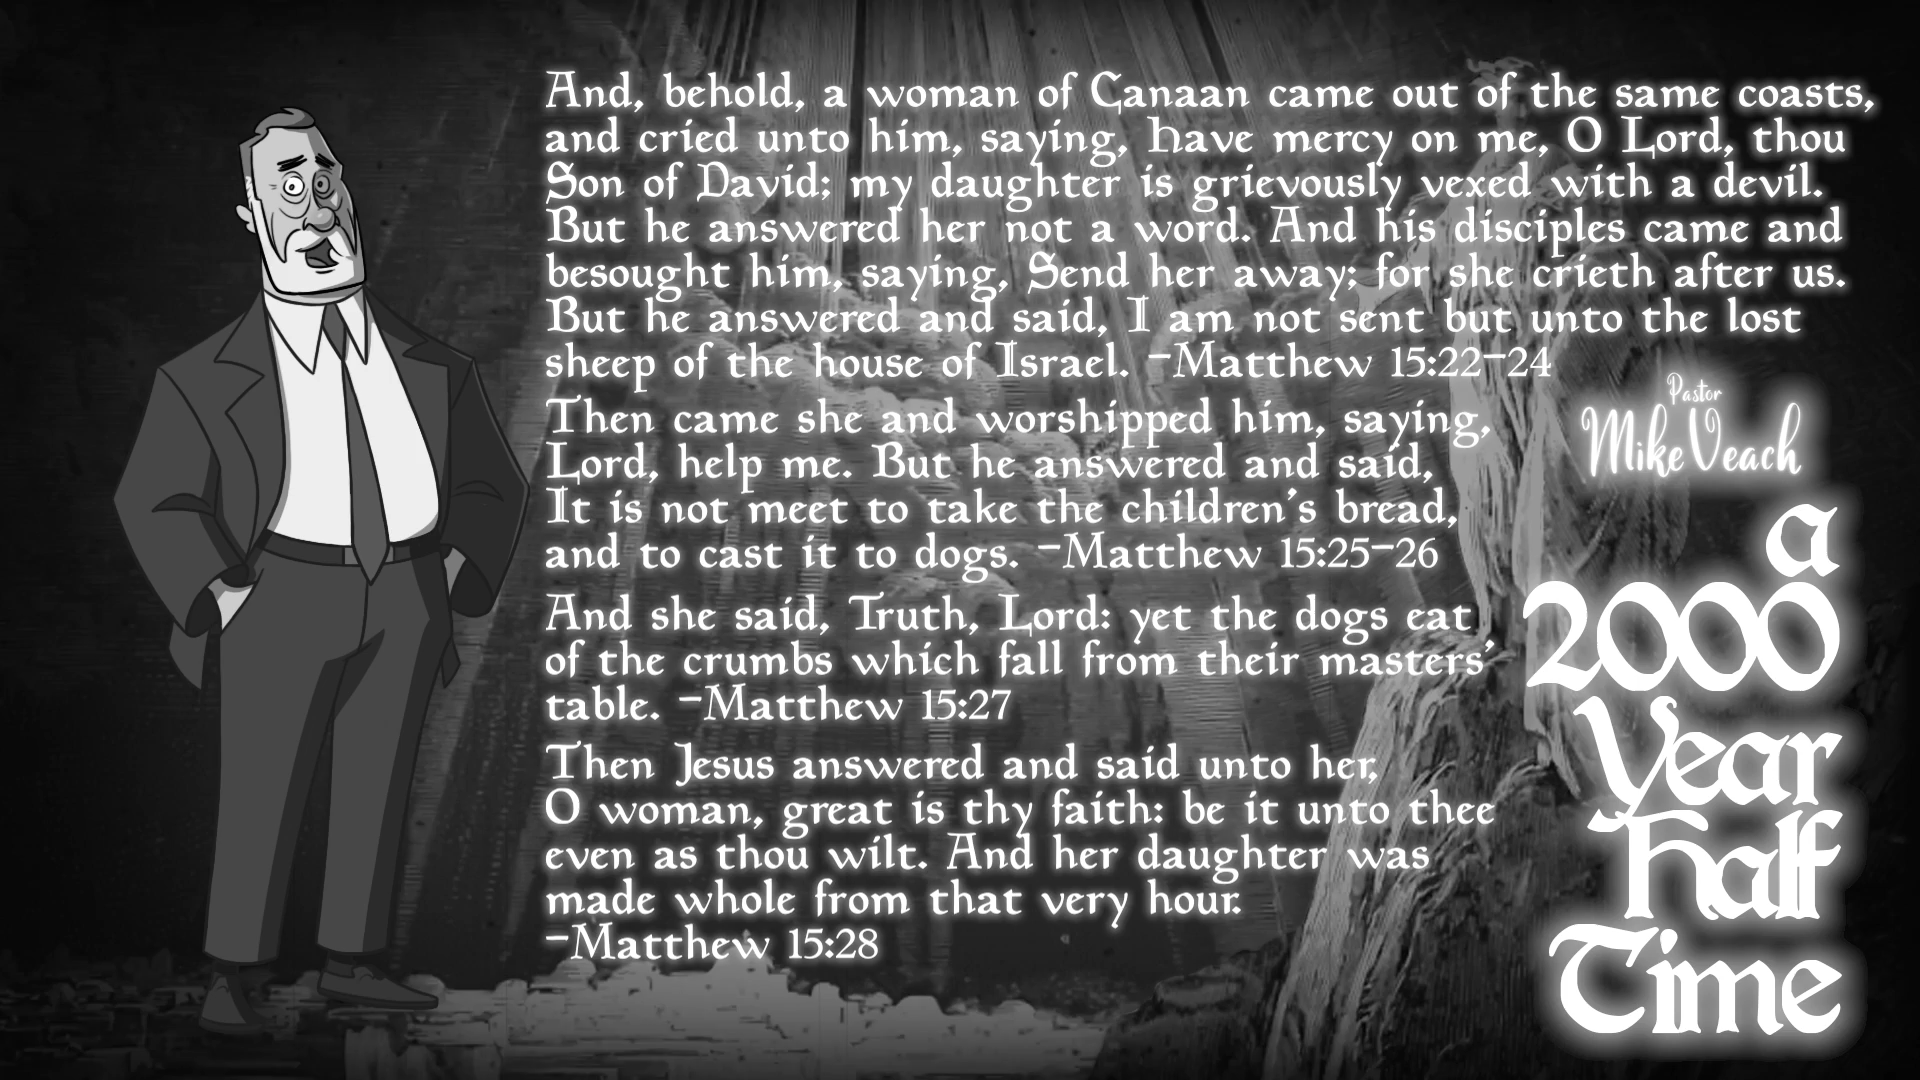 And, behold, a woman of Canaan came out of the same coasts,
and cried unto him, saying, Have mercy on me, O Lord, thou
Son of David; my daughter is grievously vexed with a devil.
But he answered her not a word. And his disciples came and
besought him, saying, Send her away; for she crieth after us.
But he answered and said, I am not sent but unto the lost
sheep of the house of Israel. -Matthew 15:22-24
Then came she and worshipped him, saying,
Lord, help me. But he answered and said,
It is not meet to take the children's bread,
and to cast it to dogs. -Matthew 15:25-26
And she said, Truth, Lord: yet the dogs eat
of the crumbs which fall from their masters'
table. -Matthew 15:27
Then Jesus answered and said unto her,
O woman, great is thy faith: be it unto thee
even as thou wilt. And her daughter was
made whole from that very hour.
-Matthew 15:28
Pastor
Mike Veach
a
2000
Year
Half
Time